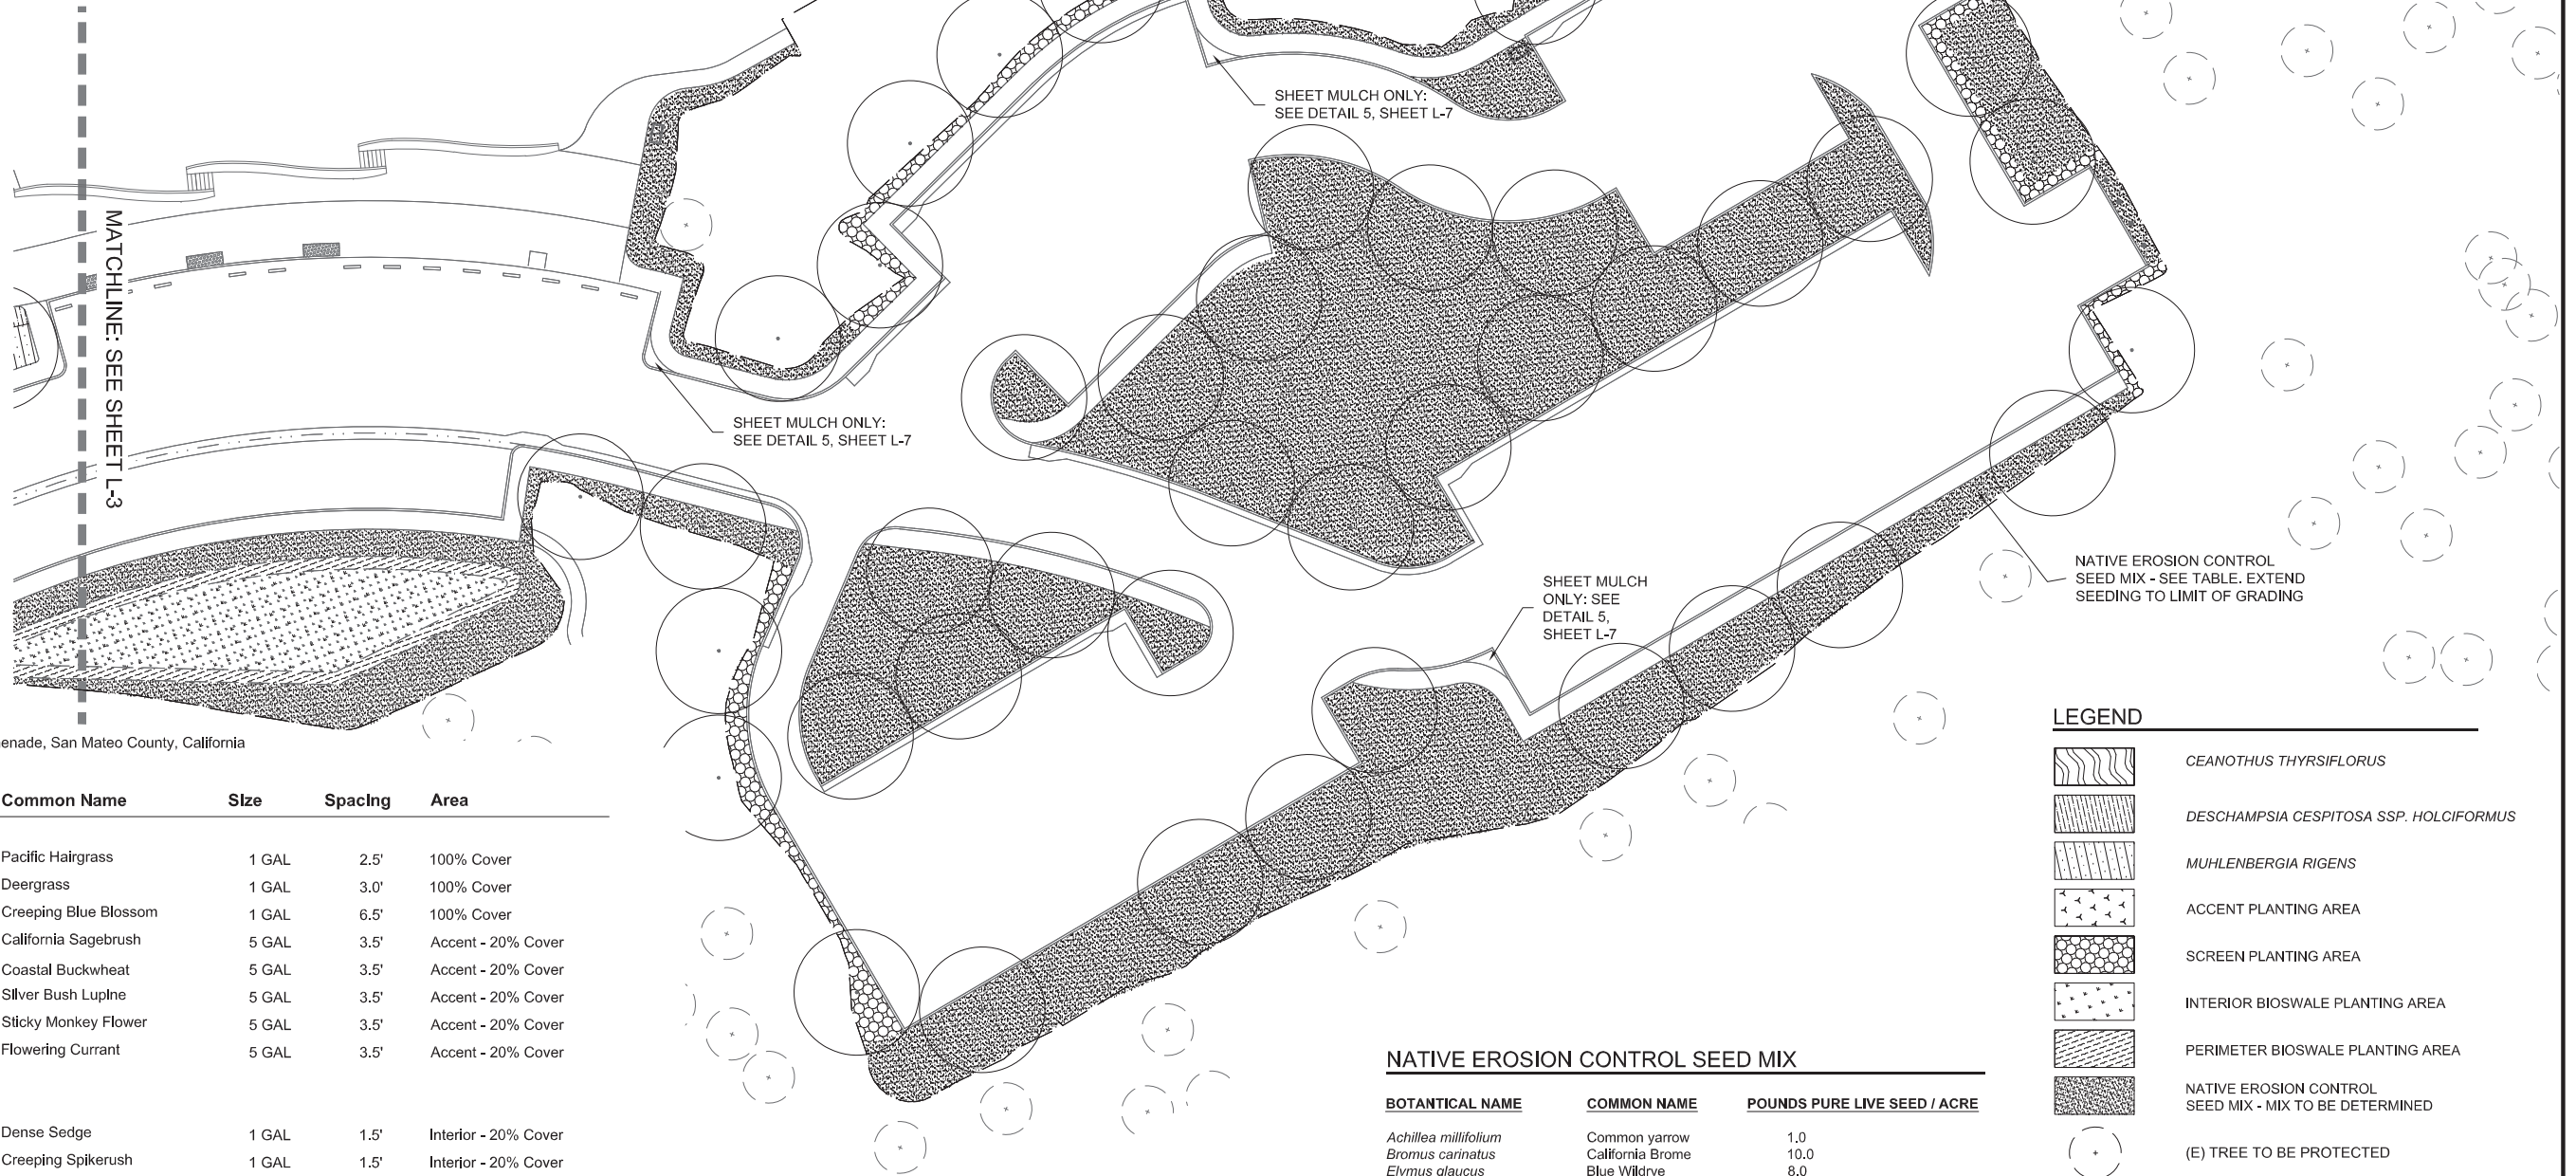 SHEET MULCH ONLY:
SEE DETAIL 5, SHEET L-7
MATCHLINE: SEE SHEET L-3
SHEET MULCH ONLY:
SEE DETAIL 5, SHEET L-7
NATIVE EROSION CONTROL
SEED MIX - SEE TABLE. EXTEND
SEEDING TO LIMIT OF GRADING
SHEET MULCH
ONLY: SEE
DETAIL 5,
SHEET L-7
enade, San Mateo County, California
Common Name Size Spacing Area
Pacific Hairgrass 1 GAL 2.5' 100% Cover
Deergrass 1 GAL 3.0' 100% Cover
Creeping Blue Blossom 1 GAL 6.5' 100% Cover
California Sagebrush 5 GAL 3.5' Accent - 20% Cover
Coastal Buckwheat 5 GAL 3.5' Accent - 20% Cover
Silver Bush Lupine 5 GAL 3.5' Accent - 20% Cover
Sticky Monkey Flower 5 GAL 3.5' Accent - 20% Cover
Flowering Currant 5 GAL 3.5' Accent - 20% Cover
Dense Sedge 1 GAL 1.5' Interior - 20% Cover
Creeping Spikerush 1 GAL 1.5' Interior - 20% Cover
NATIVE EROSION CONTROL SEED MIX
BOTANTICAL NAME COMMON NAME POUNDS PURE LIVE SEED / ACRE
Achillea millifolium Common yarrow 1.0
Bromus carinatus California Brome 10.0
Elymus glaucus Blue Wildrye 8.0
LEGEND
CEANOTHUS THYRSIFLORUS
DESCHAMPSIA CESPITOSA SSP. HOLCIFORMUS
MUHLENBERGIA RIGENS
ACCENT PLANTING AREA
SCREEN PLANTING AREA
INTERIOR BIOSWALE PLANTING AREA
PERIMETER BIOSWALE PLANTING AREA
NATIVE EROSION CONTROL
SEED MIX - MIX TO BE DETERMINED
(E) TREE TO BE PROTECTED